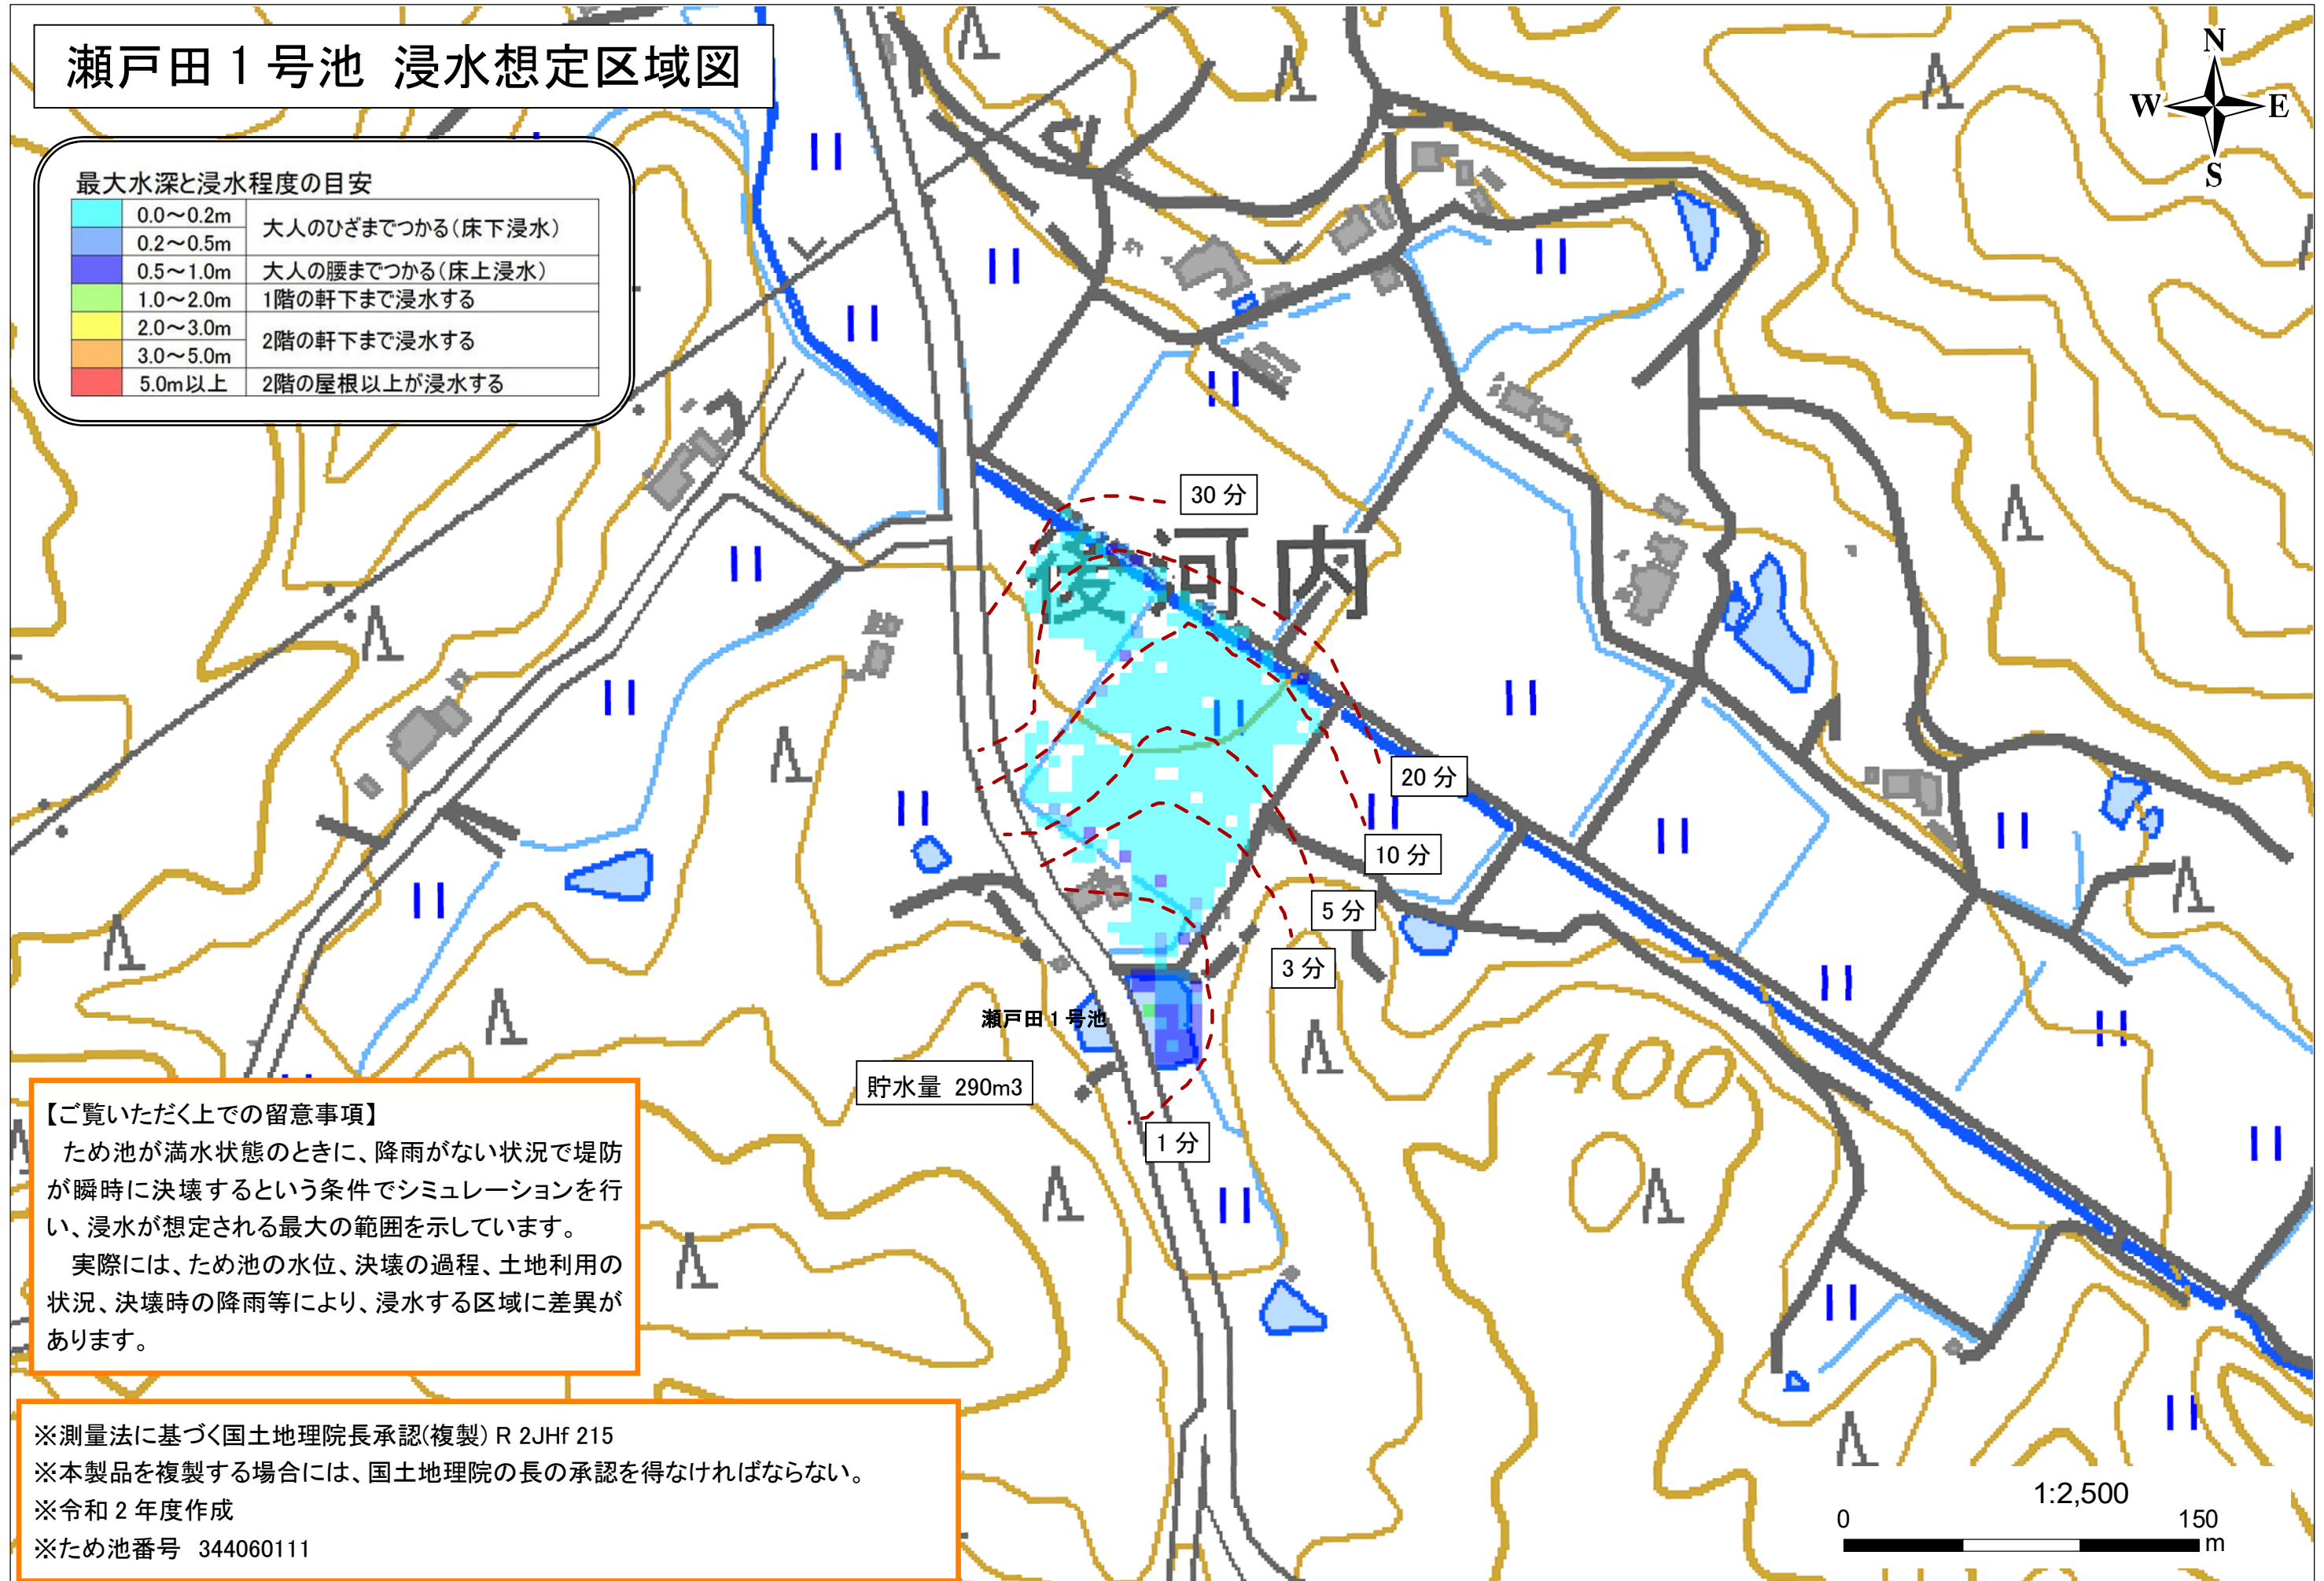 瀬戸田１号池 浸水想定区域図
N
W
E
S
最大水深と浸水程度の目安
0.0～0.2m
大人のひざまでつかる(床下浸水)
0.2～0.5m
0.5～1.0m
大人の腰までつかる(床上浸水)
1.0～2.0m
1階の軒下まで浸水する
2.0～3.0m
2階の軒下まで浸水する
3.0～5.0m
5.0m以上
2階の屋根以上が浸水する
30 分
河内
20 分
10 分
5 分
3 分
瀬戸田１号池
貯水量 290m3
1 分
400
【ご覧いただく上での留意事項】
ため池が満水状態のときに、降雨がない状況で堤防
が瞬時に決壊するという条件でシミュレーションを行
い、浸水が想定される最大の範囲を示しています。
実際には、ため池の水位、決壊の過程、土地利用の
状況、決壊時の降雨等により、浸水する区域に差異が
あります。
※測量法に基づく国土地理院長承認(複製) R 2JHf 215
※本製品を複製する場合には、国土地理院の長の承認を得なければならない。
※令和 2 年度作成
※ため池番号 344060111
1:2,500
0
150
m